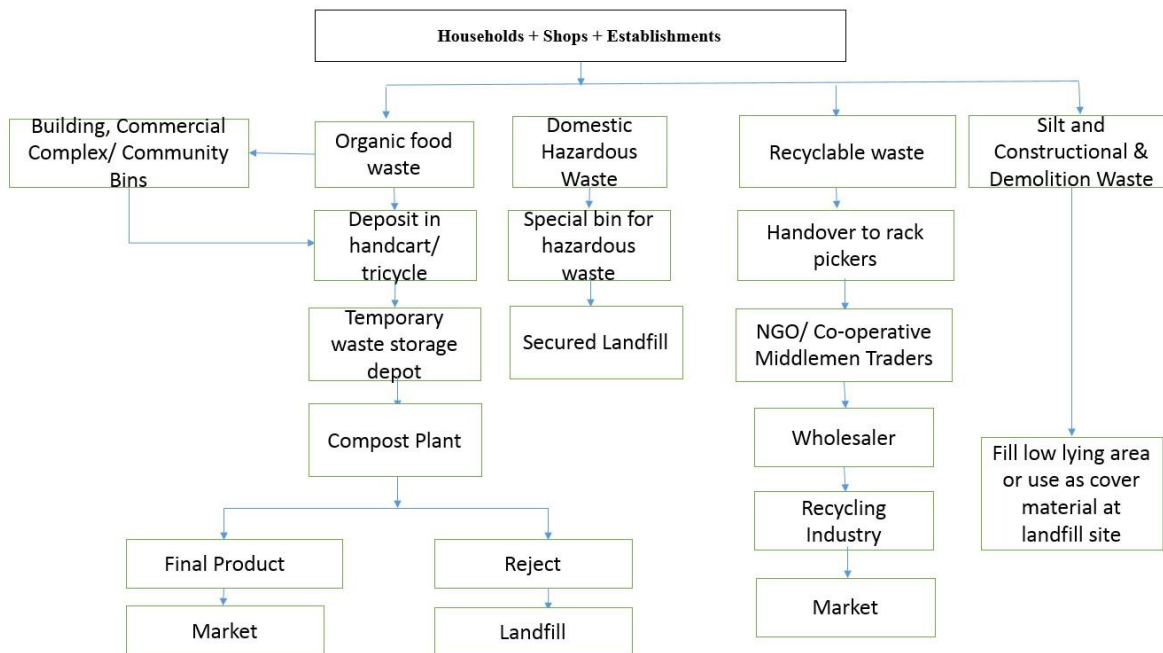 Households + Shops + Establishments
Building, Commercial
Complex/ Community
Bins
Organic food
waste
Domestic
Hazardous
Waste
Recyclable waste
Silt and
Constructional &
Demolition Waste
Deposit in
handcart/
tricycle
Special bin for
hazardous
waste
Handover to rack
pickers
Temporary
waste storage
depot
Secured Landfill
NGO/ Co-operative
Middlemen Traders
Compost Plant
Wholesaler
Fill low lying area
or use as cover
material at
landfill site
Recycling
Industry
Final Product
Reject
Market
Market
Landfill